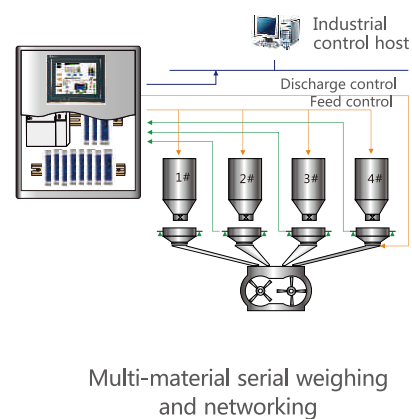 Industrial
control host
Discharge control
Feed control
1# 2# 3# 4#
Multi-material serial weighing
and networking